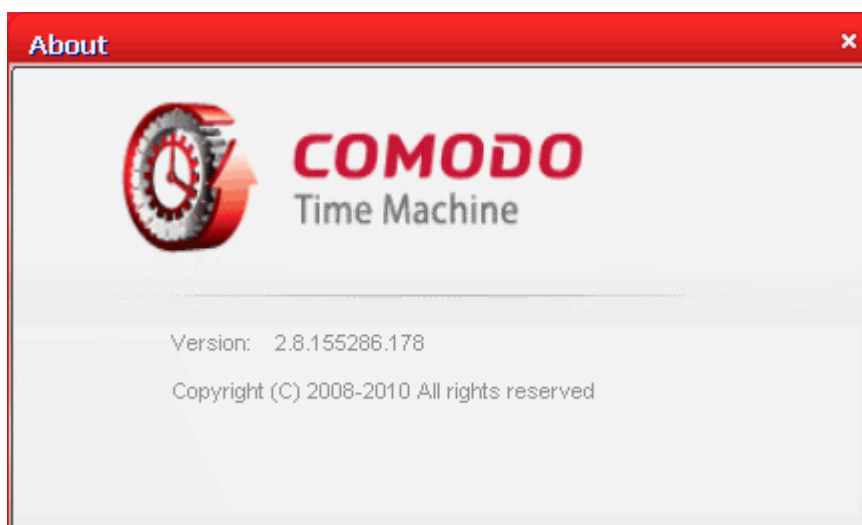 About
COMODO
Time Machine
Version: 2.8.155286.178
Copyright (C) 2008-2010 All rights reserved